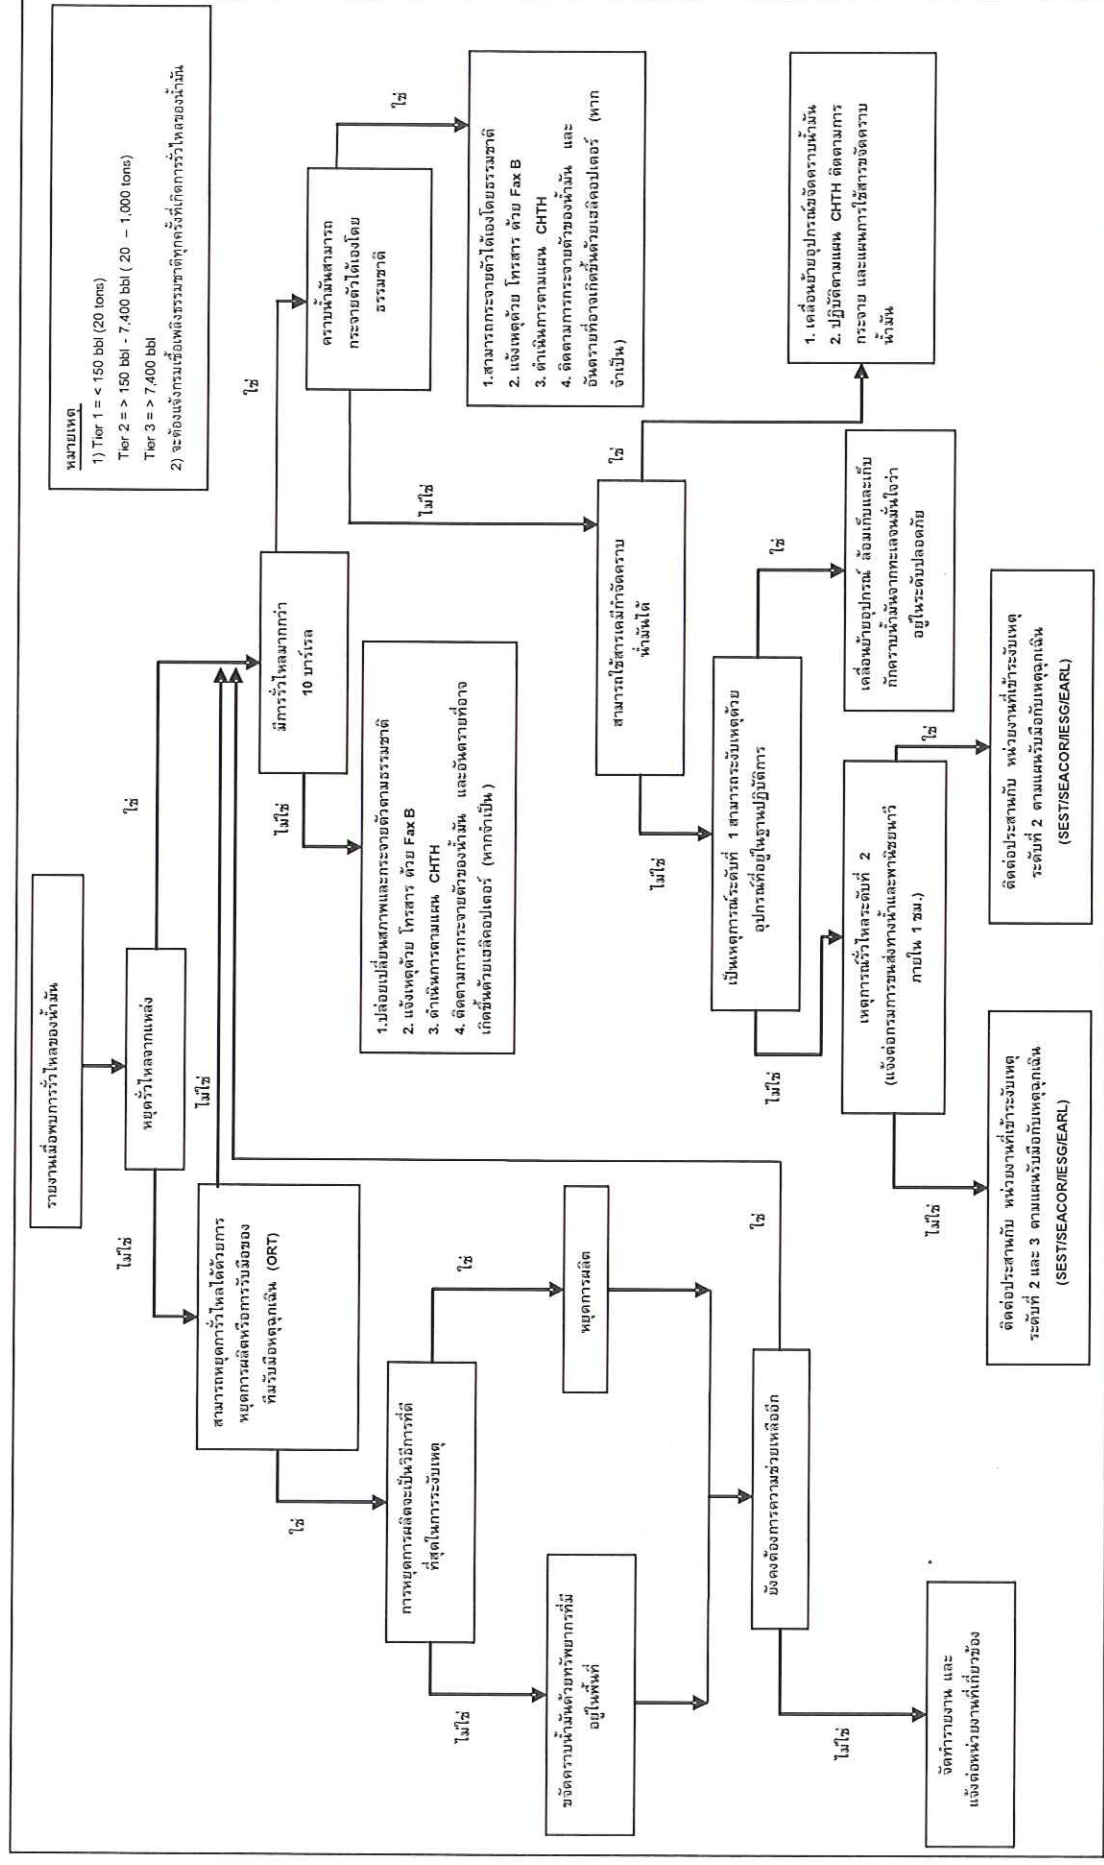 หมายเหตุ
1) Tier 1 = < 150 bbl (20 tons)
Tier 2 = > 150 bbl - 7,400 bbl ( 20 – 1,000 tons)
Tier 3 = > 7,400 bbl
2) จะต้องแจ้งกรมเชื้อเพลิงธรรมชาติทุกครั้งที่เกิดการรั่วไหลของน้ำมัน
รายงานเมื่อพบการรั่วไหลของน้ำมัน
หยุดรั่วไหลจากแหล่ง
ไม่ใช่
ใช่
สามารถหยุดการั่วไหลได้ด้วยการ
หยุดการผลิตหรือการรับมือของ
ทีมรับมือหตุฉุกเฉิน (ORT)
ไม่ใช่
ใช่
มีการรั่วไหลมากกว่า
10 บาร์เรล
ไม่ใช่
ใช่
คราบน้ำมันสามารถ
กระจายตัวได้เองโดย
ธรรมชาติ
ใช่
ไม่ใช่
การหยุดการผลิตจะเป็นวิธีการที่ดี
ที่สุดในการระงับเหตุ
ไม่ใช่
ใช่
1.ปล่อยเปลี่ยนสภาพและกระจายตัวตามธรรมชาติ
2. แจ้งเหตุด้วย โทรสาร ด้วย Fax B
3. ดำเนินการตามแผน CHTH
4. ติดตามการกระจายตัวของน้ำมัน และอันตรายที่อาจ
เกิดขึ้นด้วยเฮลิคอปเตอร์ (หากจำเป็น )
1.สามารถกระจายตัวได้เองโดยธรรมชาติ
2. แจ้งเหตุด้วย โทรสาร ด้วย Fax B
3. ดำเนินการตามแผน CHTH
4. ติดตามการกระจายตัวของน้ำมัน และ
อันตรายที่อาจเกิดขึ้นด้วยเฮลิคอปเตอร์ (หาก
จำเป็น )
ขจัดคราบน้ำมันด้วยทรัพยากรที่มี
อยู่ในพื้นที่
หยุดการผลิต
สามารถใช้สารเคมีกำจัดคราบ
น้ำมันได้
ไม่ใช่
ใช่
1. เคลื่อนย้ายอุปกรณ์ขจัดคราบน้ำมัน
2. ปฏิบัติตามแผน CHTH ติดตามการ
กระจาย และแผนการใช้สารขจัดคราบ
น้ำมัน
เป็นเหตุการณ์ระดับที่ 1 สามารถระงับเหตุด้วย
อุปกรณ์ที่อยู่ในฐานปฏิบัติการ
ไม่ใช่
ใช่
ยังคงต้องการความช่วยเหลืออีก
ไม่ใช่
ใช่
เคลื่อนย้ายอุปกรณ์ ล้อมเก็บและเก็บ
กักคราบน้ำมันจากทะเลจนมั่นใจว่า
อยู่ในระดับปลอดภัย
เหตุการณ์รั่วไหลระดับที่ 2
(แจ้งต่อกรมการขนส่งทางน้ำและพานิชยนาวี
ภายใน 1 ชม.)
ไม่ใช่
ใช่
จัดทำรายงาน และ
แจ้งต่อหน่วยงานที่เกี่ยวข้อง
ติดต่อประสานกับ หน่วยงานที่เข้าระงับเหตุ
ระดับที่ 2 และ 3 ตามแผนรับมือกับเหตุฉุกเฉิน
(SEST/SEACOR/IESG/EARL)
ติดต่อประสานกับ หน่วยงานที่เข้าระงับเหตุ
ระดับที่ 2 ตามแผนรับมือกับเหตุฉุกเฉิน
(SEST/SEACOR/IESG/EARL)